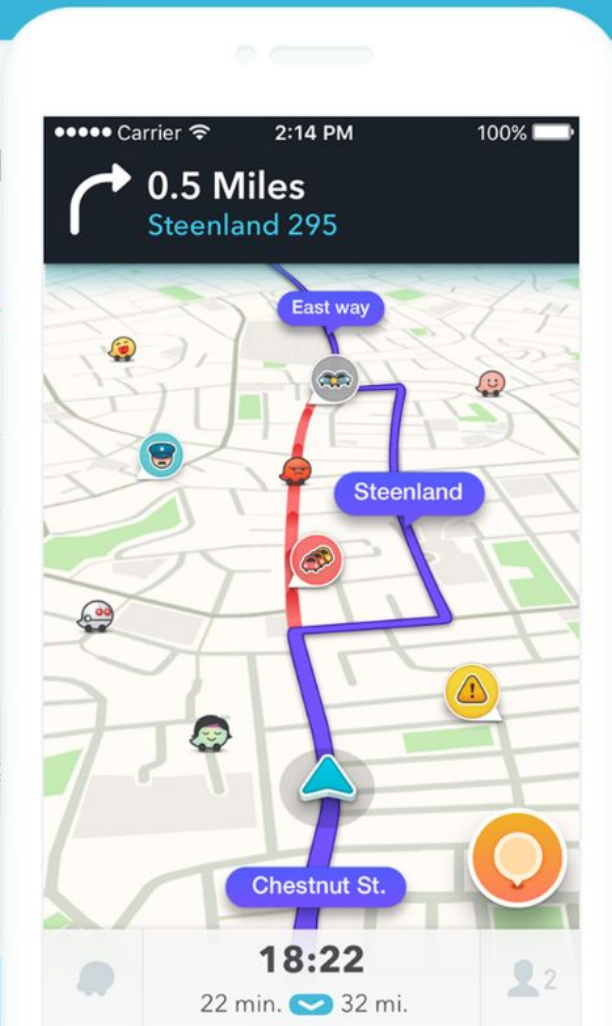 Carrier 2:14 PM 100%
0.5 Miles
Steenland 295
East way
Steenland
Chestnut St.
18:22
22 min. 32 mi.
2